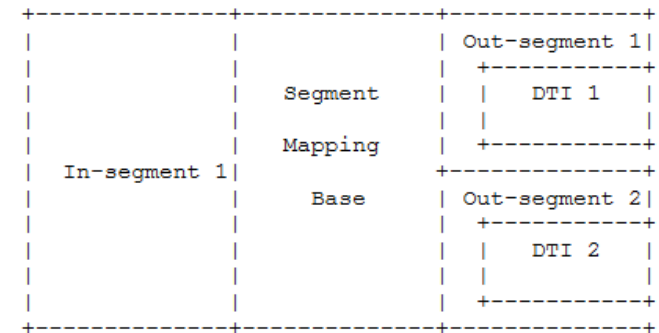 Out-segment 1
Segment DTI 1
Mapping
In-segment 1
Base Out-segment 2
DTI 2